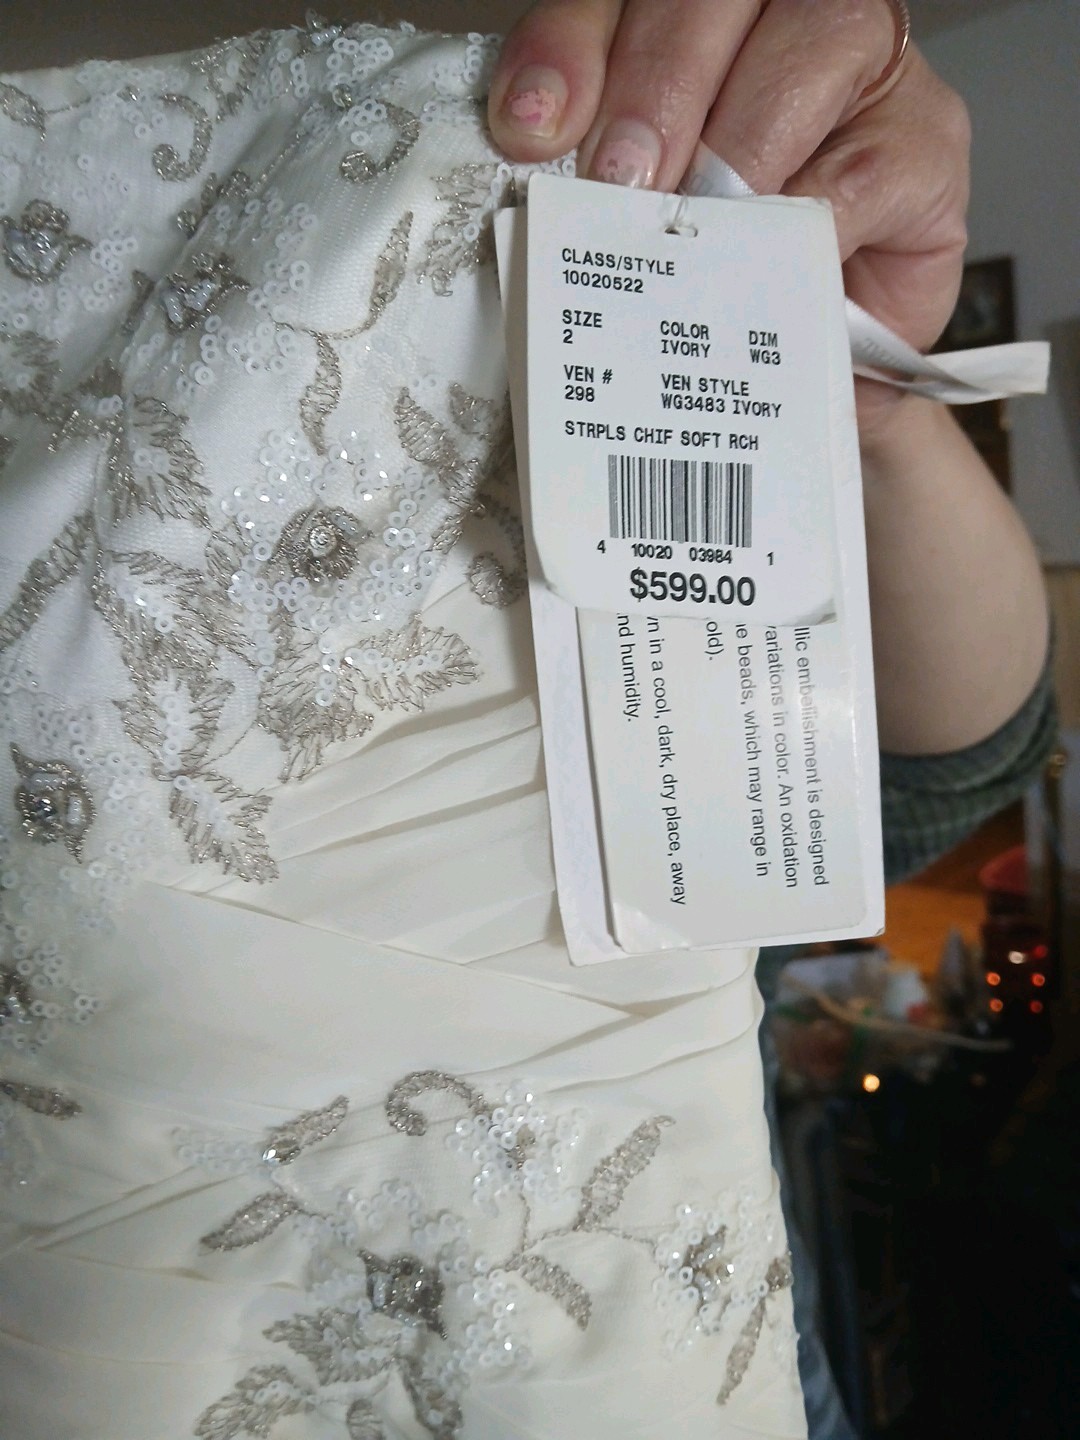 CLASS/STYLE
10020522
SIZE COLOR DIM
2 IVORY WG3
VEN # VEN STYLE
298 WG3483 IVORY
STRPLS CHIF SOFT RCH
4 10020 03984 1
$599.00
llic embellishment is designed
variations in color. An oxidation
e beads, which may range in
old).
n in a cool, dark, dry place, away
nd humidity.